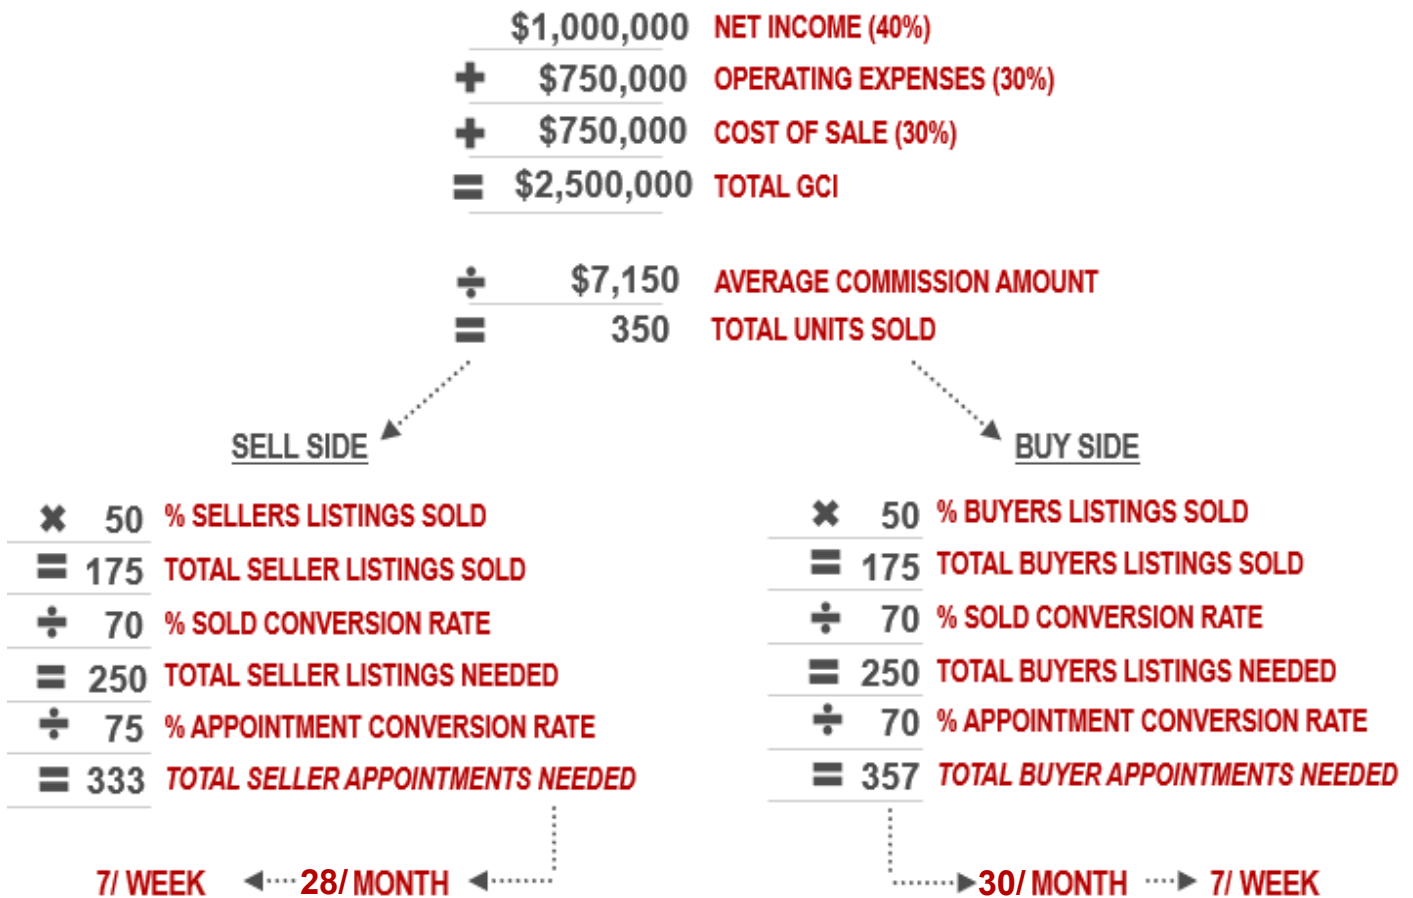 $1,000,000 NET INCOME (40%)
+ $750,000 OPERATING EXPENSES (30%)
+ $750,000 COST OF SALE (30%)
= $2,500,000 TOTAL GCI
÷ $7,150 AVERAGE COMMISSION AMOUNT
= 350 TOTAL UNITS SOLD
SELL SIDE
✖ 50 % SELLERS LISTINGS SOLD
= 175 TOTAL SELLER LISTINGS SOLD
÷ 70 % SOLD CONVERSION RATE
= 250 TOTAL SELLER LISTINGS NEEDED
÷ 75 % APPOINTMENT CONVERSION RATE
= 333 TOTAL SELLER APPOINTMENTS NEEDED
7/ WEEK 28/ MONTH
BUY SIDE
✖ 50 % BUYERS LISTINGS SOLD
= 175 TOTAL BUYERS LISTINGS SOLD
÷ 70 % SOLD CONVERSION RATE
= 250 TOTAL BUYERS LISTINGS NEEDED
÷ 70 % APPOINTMENT CONVERSION RATE
= 357 TOTAL BUYER APPOINTMENTS NEEDED
30/ MONTH 7/ WEEK